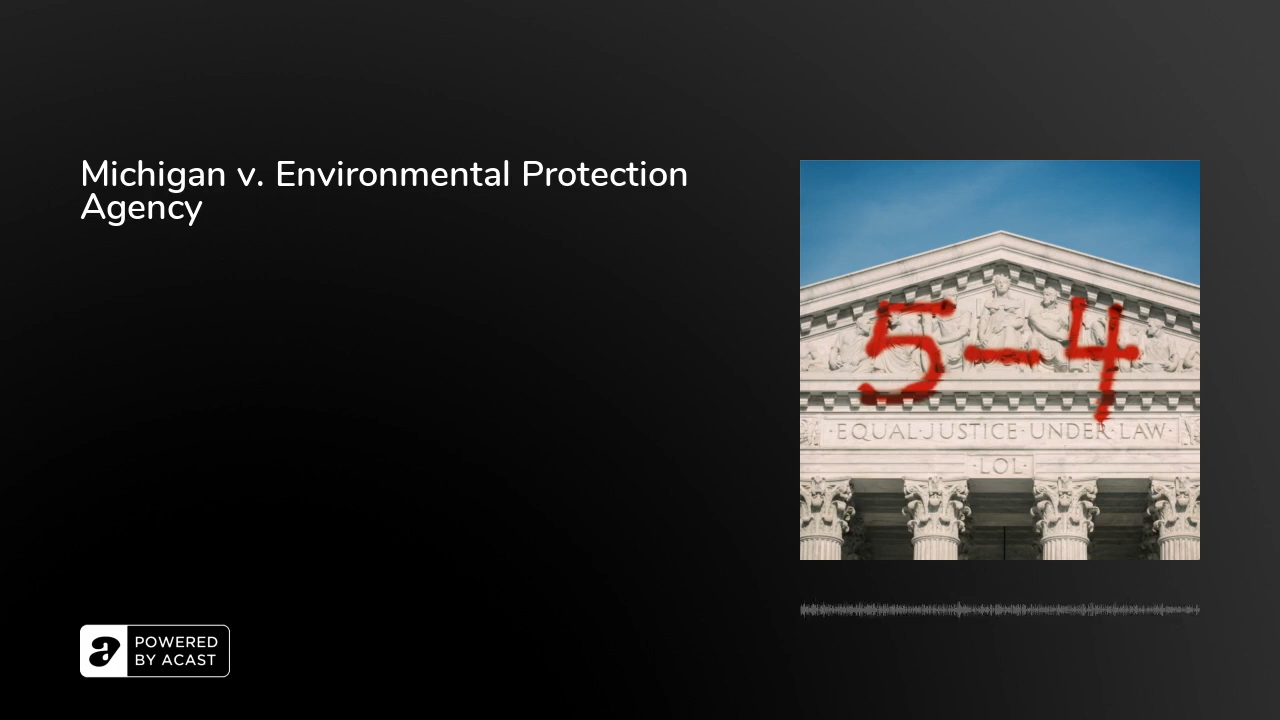 Michigan v. Environmental Protection
Agency
5-4
·EQUAL·JUSTICE·UNDER·LAW·
·LOL·
a POWERED
BY ACAST